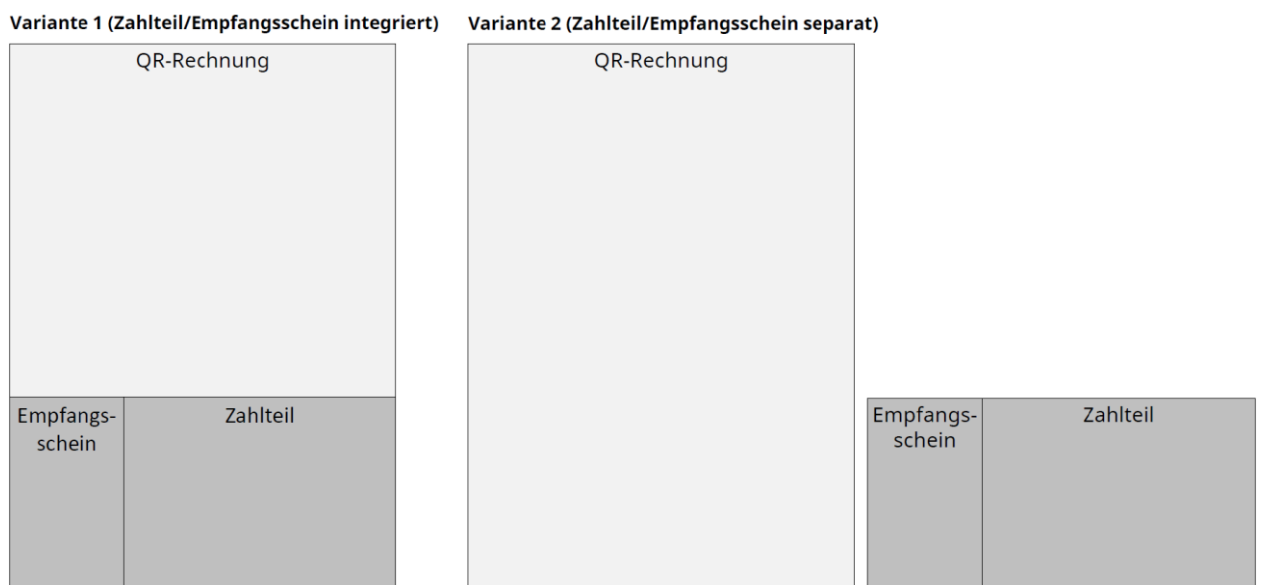 Variante 1 (Zahlteil/Empfangsschein integriert)
QR-Rechnung
Empfangs-
schein
Zahlteil
Variante 2 (Zahlteil/Empfangsschein separat)
QR-Rechnung
Empfangs-
schein
Zahlteil